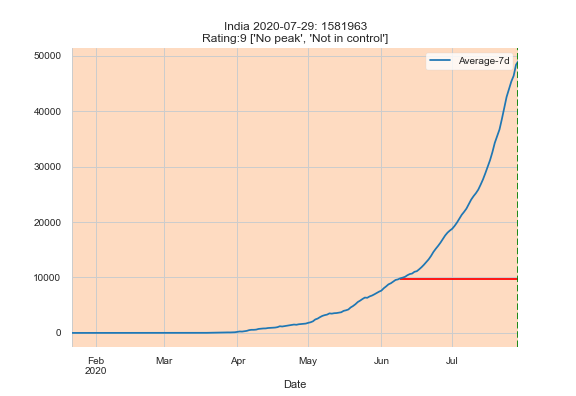 India 2020-07-29: 1581963
Rating:9 ['No peak', 'Not in control']
Average-7d
50000
40000
30000
20000
10000
0
Feb Mar Apr May Jun Jul
2020
Date